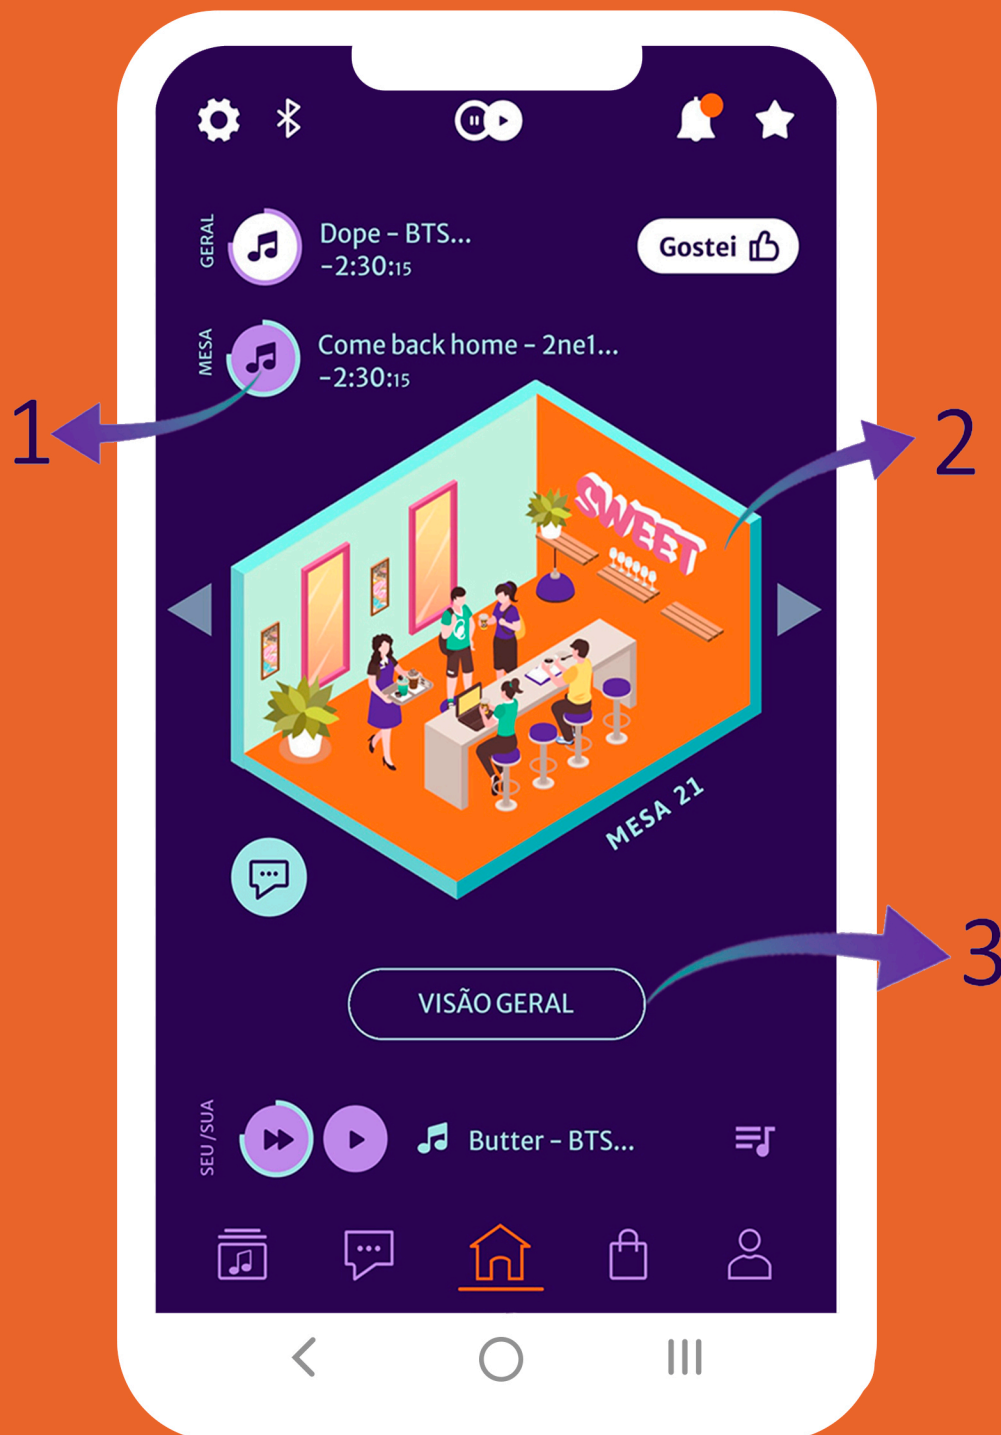 GERAL
Dope – BTS...
-2:30:15
Gostei
MESA
Come back home – 2ne1...
-2:30:15
1
2
SWEET
MESA 21
3
VISÃO GERAL
SEU/SUA
Butter – BTS...